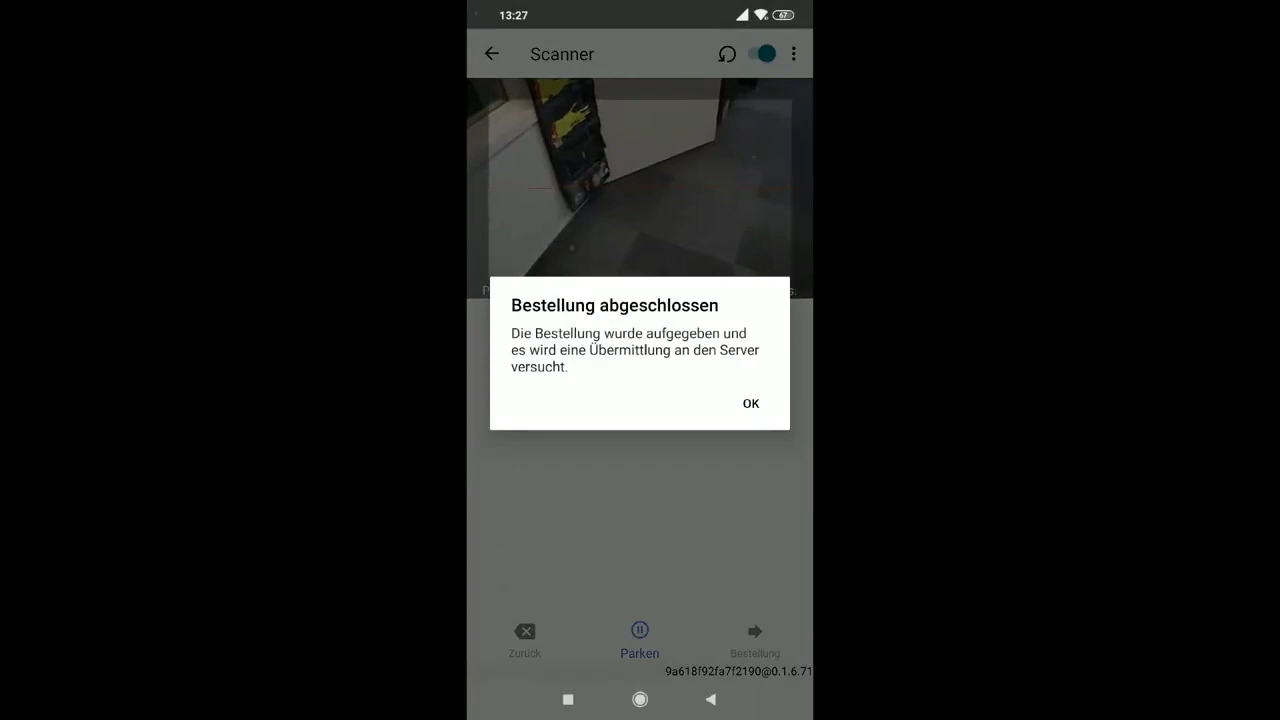 13:27
67
Scanner
Bestellung abgeschlossen
Die Bestellung wurde aufgegeben und
es wird eine Übermittlung an den Server
versucht.
OK
Zurück
Parken
Bestellung
9a618f92fa7f2190@0.1.6.71